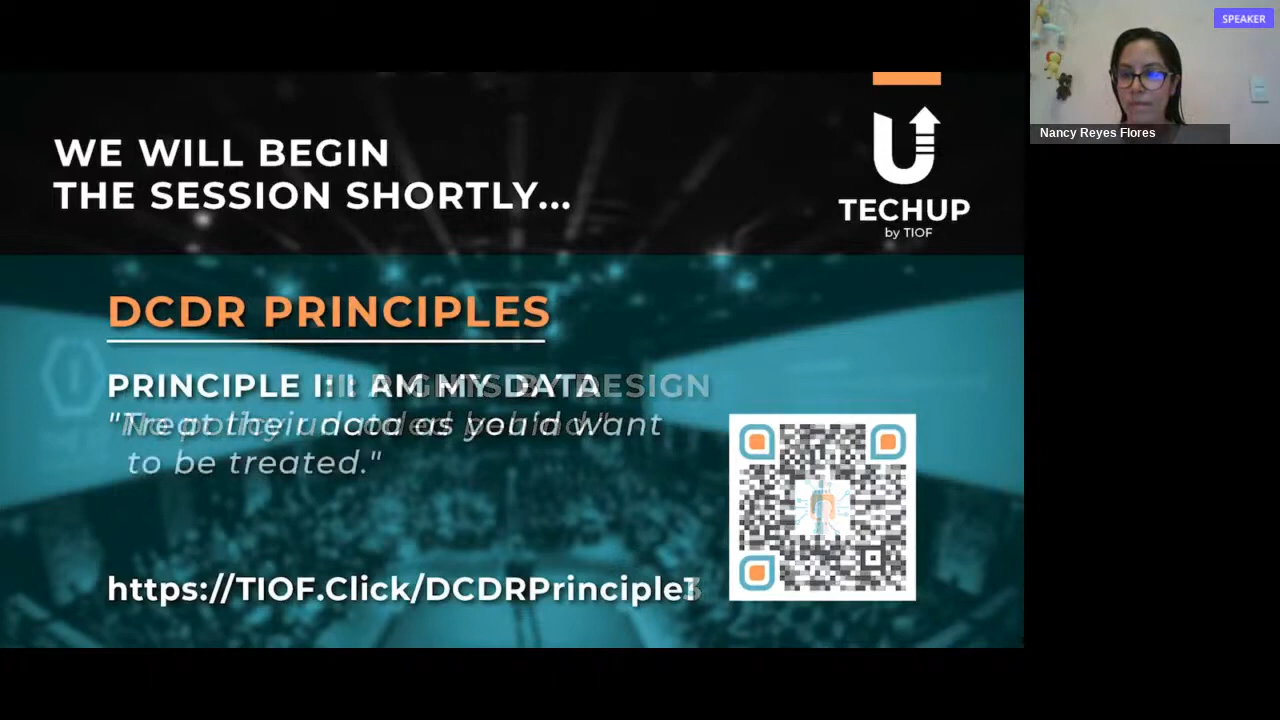 SPEAKER
Nancy Reyes Flores
WE WILL BEGIN
THE SESSION SHORTLY...
TECHUP
by TIOF
DCDR PRINCIPLES
PRINCIPLE I: I AM MY DATA
"Treat their data as you'd want
to be treated."
https://TIOF.Click/DCDRPrinciple1